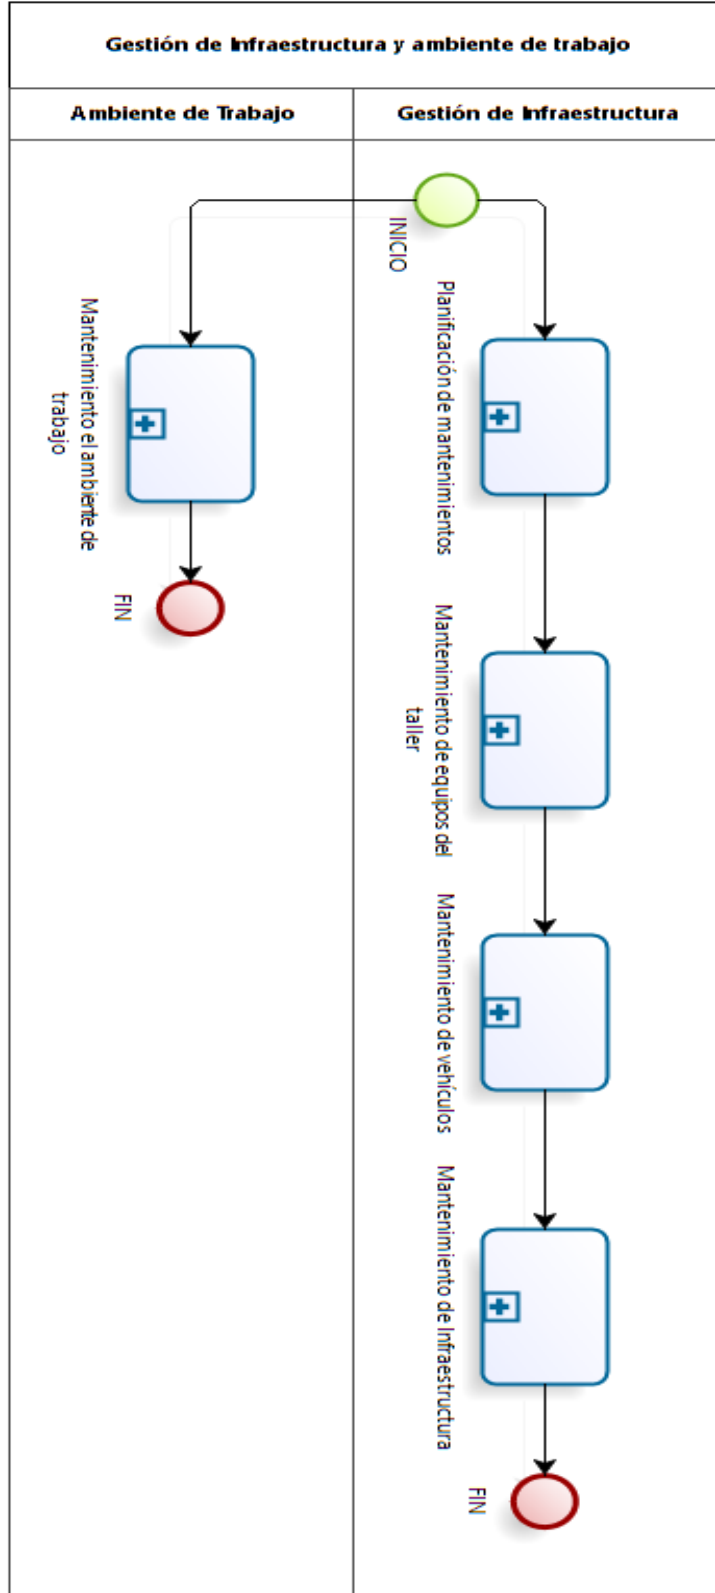 Gestión de Infraestructura y ambiente de trabajo
Ambiente de Trabajo
Gestión de Infraestructura
INICIO
Planificación de mantenimientos
Mantenimiento de equipos del
taller
Mantenimiento de vehículos
Mantenimiento de Infraestructura
FIN
Mantenimiento el ambiente de
trabajo
FIN